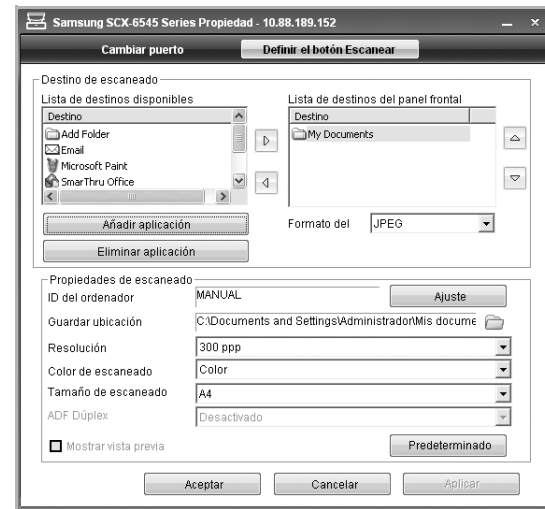 Samsung SCX-6545 Series Propiedad - 10.88.189.152
Cambiar puerto
Definir el botón Escanear
Destino de escaneado
Lista de destinos disponibles
Destino
Add Folder
Email
Microsoft Paint
SmarThru Office
Añadir aplicación
Eliminar aplicación
Lista de destinos del panel frontal
Destino
My Documents
Formato del JPEG
Propiedades de escaneado
ID del ordenador MANUAL Ajuste
Guardar ubicación C:\Documents and Settings\Administrador\Mis docume
Resolución 300 ppp
Color de escaneado Color
Tamaño de escaneado A4
ADF Dúplex Desactivado
Mostrar vista previa Predeterminado
Aceptar Cancelar Aplicar